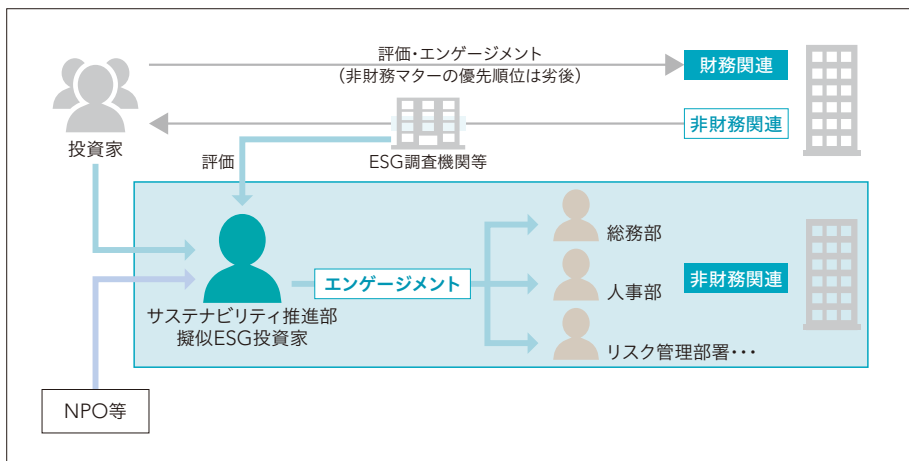 評価・エンゲージメント
(非財務マターの優先順位は劣後)
財務関連
非財務関連
投資家
ESG調査機関等
評価
総務部
エンゲージメント
人事部
非財務関連
サステナビリティ推進部
擬似ESG投資家
リスク管理部署・・・
NPO等